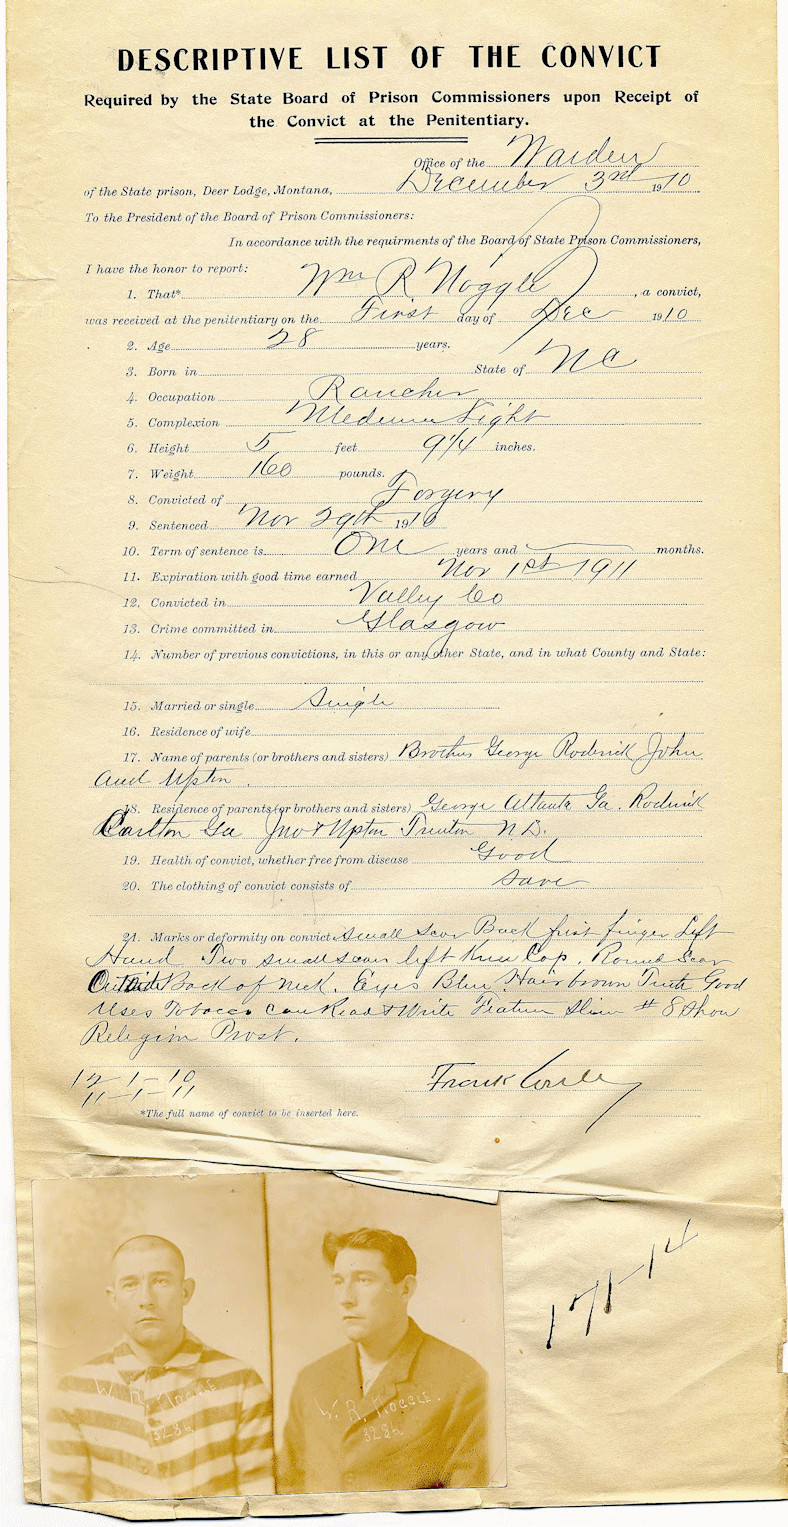 DESCRIPTIVE LIST OF THE CONVICT
Required by the State Board of Prison Commissioners upon Receipt of
the Convict at the Penitentiary.
Office of the Warden
of the State prison, Deer Lodge, Montana, December 3rd 1910
To the President of the Board of Prison Commissioners:
In accordance with the requirments of the Board of State Prison Commissioners,
I have the honor to report:
1. That* Wm R Noggle, a convict,
was received at the penitentiary on the First day of Dec 1910
2. Age 28 years.
3. Born in State of NC
4. Occupation Rancher
5. Complexion Medium Light
6. Height 5 feet 9 1/4 inches.
7. Weight 160 pounds.
8. Convicted of Forgery
9. Sentenced Nov 29th 1910
10. Term of sentence is One years and — months.
11. Expiration with good time earned Nov 1st 1911
12. Convicted in Valley Co
13. Crime committed in Glasgow
14. Number of previous convictions, in this or any other State, and in what County and State:
15. Married or single Single
16. Residence of wife
17. Name of parents (or brothers and sisters) Brothers George Roderick John
and Upton.
18. Residence of parents (or brothers and sisters) George Atlanta Ga. Roderick
Carlton Ga Jno & Upton Trenton N.D.
19. Health of convict, whether free from disease Good
20. The clothing of convict consists of Save
21. Marks or deformity on convict small scar Back first finger Left
Hand Two small scars left Knee Cap. Round Scar
Outside Back of neck. Eyes Blue Hair brown Teeth Good
Uses Tobacco can Read & Write Feature Slim # 8 Shoe
Relegion Prost.
12-1-10
11-1-11
Frank Conley
*The full name of convict to be inserted here.
171-14
W. R. NOGGLE
W. R. NOGGLE.